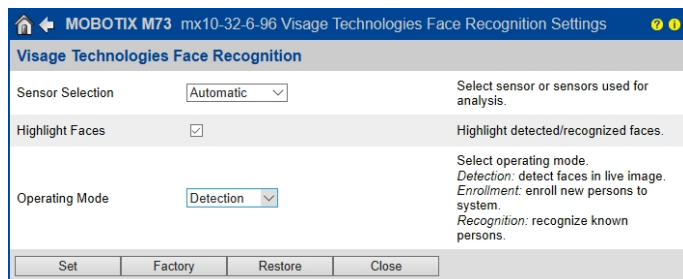 MOBOTIX M73 mx10-32-6-96 Visage Technologies Face Recognition Settings ? i
Visage Technologies Face Recognition
Sensor Selection
Automatic
Select sensor or sensors used for
analysis.
Highlight Faces
Highlight detected/recognized faces.
Operating Mode
Detection
Select operating mode.
Detection: detect faces in live image.
Enrollment: enroll new persons to
system.
Recognition: recognize known
persons.
Set Factory Restore Close